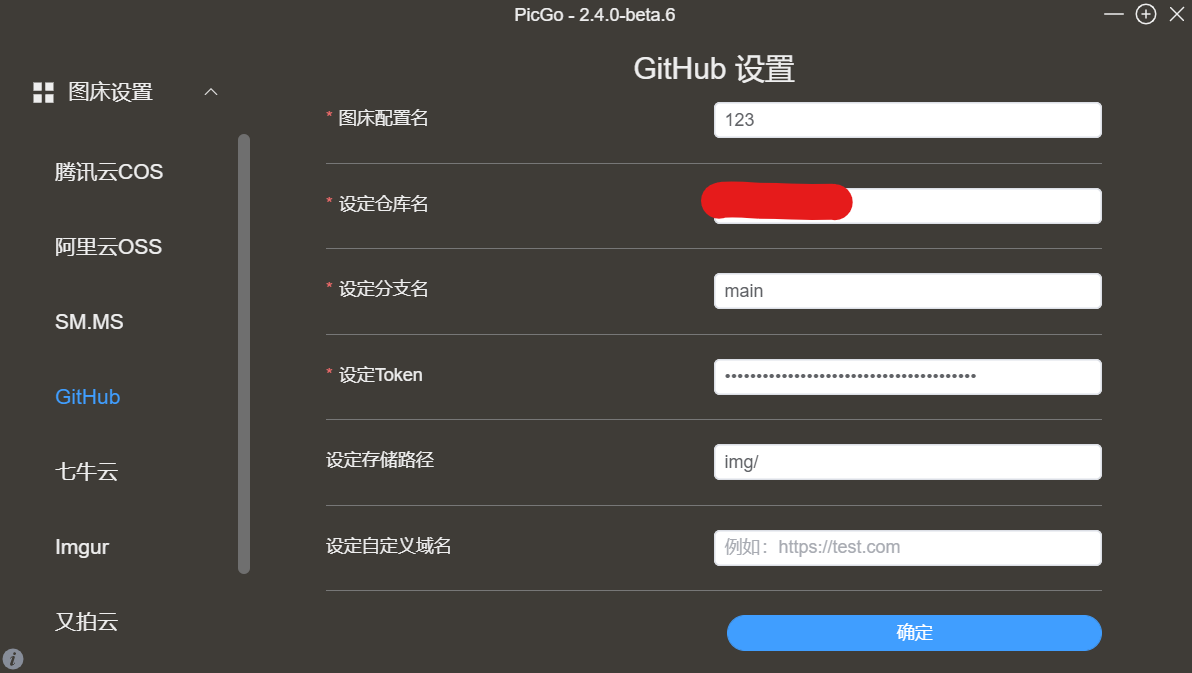 PicGo - 2.4.0-beta.6
图床设置
腾讯云COS
阿里云OSS
SM.MS
GitHub
七牛云
Imgur
又拍云
GitHub 设置
* 图床配置名
123
* 设定仓库名
* 设定分支名
main
* 设定Token
••••••••••••••••••••••••••••••••••••••••
设定存储路径
img/
设定自定义域名
例如：https://test.com
确定